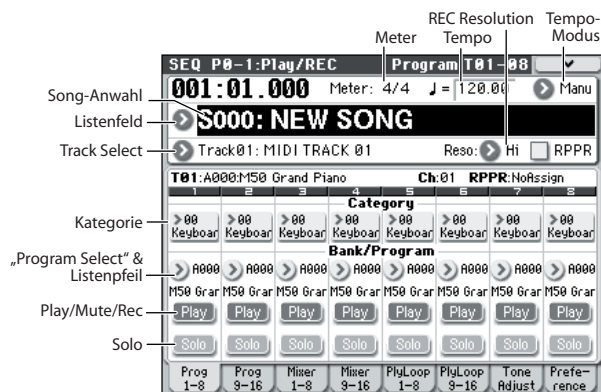 REC Resolution Tempo-
Meter Tempo Modus
SEQ P0-1:Play/REC Program T01-08
001:01.000 Meter: 4/4 ♩= 120.00 Manu
Song-Anwahl
Listenfeld
S000: NEW SONG
Track Select
Track01: MIDI TRACK 01 Reso: Hi RPPR
T01:A000:M50 Grand Piano Ch:01 RPPR:NoAssign
1 2 3 4 5 6 7 8
Category
Kategorie
>00 >00 >00 >00 >00 >00 >00 >00
Keyboar Keyboar Keyboar Keyboar Keyboar Keyboar Keyboar Keyboar
Bank/Program
„Program Select“ &
Listenpfeil
A000 A000 A000 A000 A000 A000 A000 A000
M50 Grar M50 Grar M50 Grar M50 Grar M50 Grar M50 Grar M50 Grar M50 Grar
Play/Mute/Rec
Play Play Play Play Play Play Play Play
Solo
Solo Solo Solo Solo Solo Solo Solo Solo
Prog Prog Mixer Mixer PlyLoop PlyLoop Tone Prefe-
1-8 9-16 1-8 9-16 1-8 9-16 Adjust rence